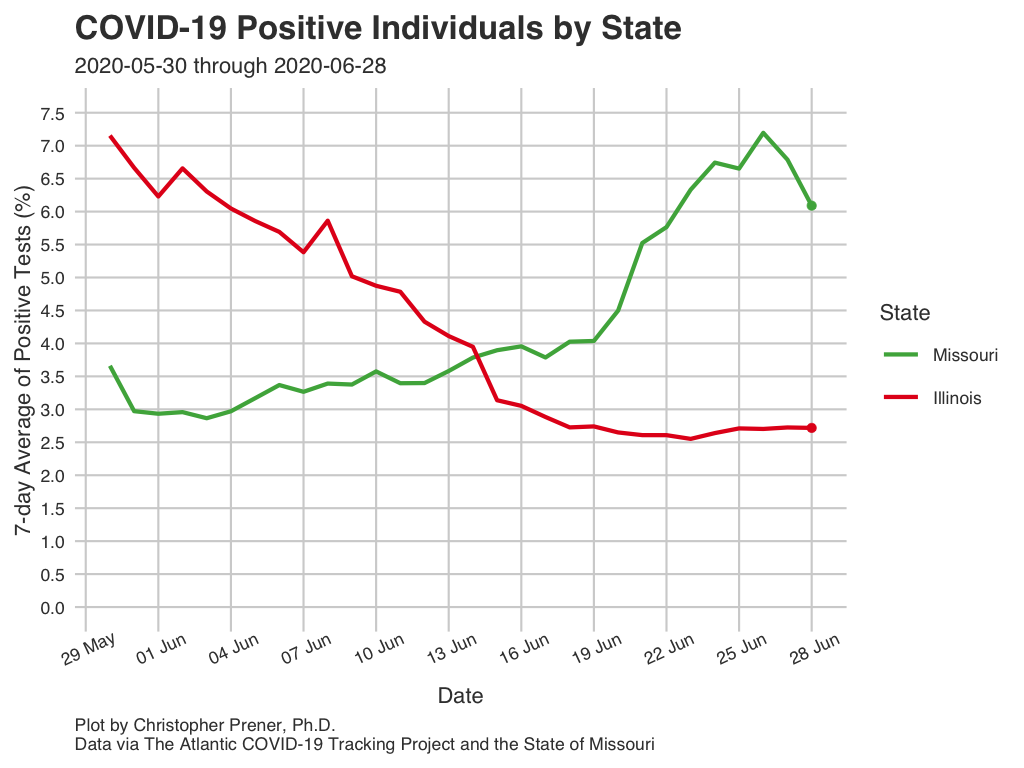 COVID-19 Positive Individuals by State
2020-05-30 through 2020-06-28
7-day Average of Positive Tests (%)
7.5
7.0
6.5
6.0
5.5
5.0
4.5
4.0
3.5
3.0
2.5
2.0
1.5
1.0
0.5
0.0
29 May
01 Jun
04 Jun
07 Jun
10 Jun
13 Jun
16 Jun
19 Jun
22 Jun
25 Jun
28 Jun
Date
State
Missouri
Illinois
Plot by Christopher Prener, Ph.D.
Data via The Atlantic COVID-19 Tracking Project and the State of Missouri